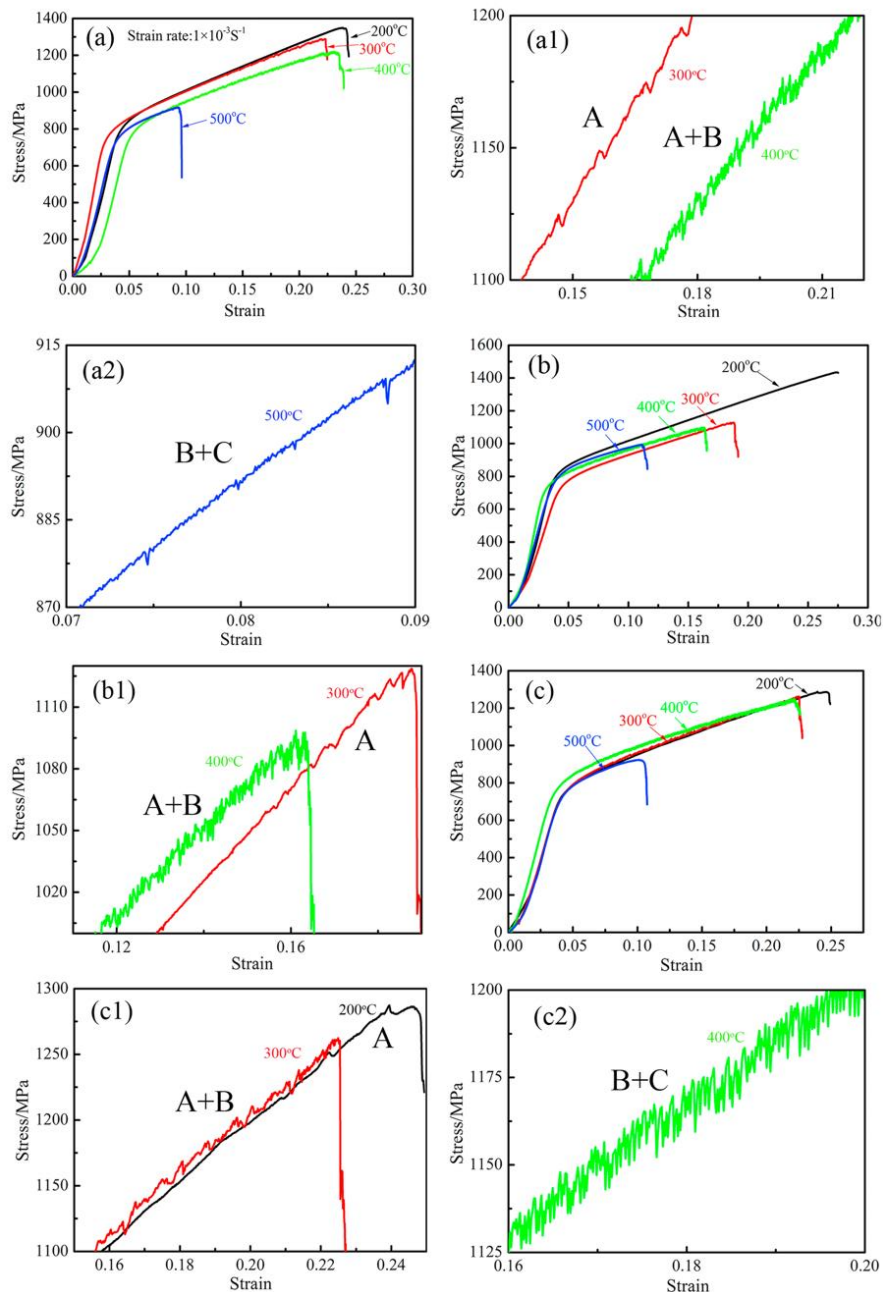 (a)
Strain rate:1×10⁻³S⁻¹
200°C
300°C
400°C
500°C
Stress/MPa
1400
1200
1000
800
600
400
200
0
0.00 0.05 0.10 0.15 0.20 0.25 0.30
Strain
(a1)
300°C
A
A+B
400°C
Stress/MPa
1200
1150
1100
0.15 0.18 0.21
Strain
(a2)
500°C
B+C
Stress/MPa
915
900
885
870
0.07 0.08 0.09
Strain
(b)
200°C
300°C
400°C
500°C
Stress/MPa
1600
1400
1200
1000
800
600
400
200
0
0.00 0.05 0.10 0.15 0.20 0.25 0.30
Strain
(b1)
300°C
A
400°C
A+B
Stress/MPa
1110
1080
1050
1020
0.12 0.16
Strain
(c)
200°C
400°C
300°C
500°C
Stress/MPa
1400
1200
1000
800
600
400
200
0
0.00 0.05 0.10 0.15 0.20 0.25
Strain
(c1)
200°C
A
300°C
A+B
Stress/MPa
1300
1250
1200
1150
1100
0.16 0.18 0.20 0.22 0.24
Strain
(c2)
400°C
B+C
Stress/MPa
1200
1175
1150
1125
0.16 0.18 0.20
Strain